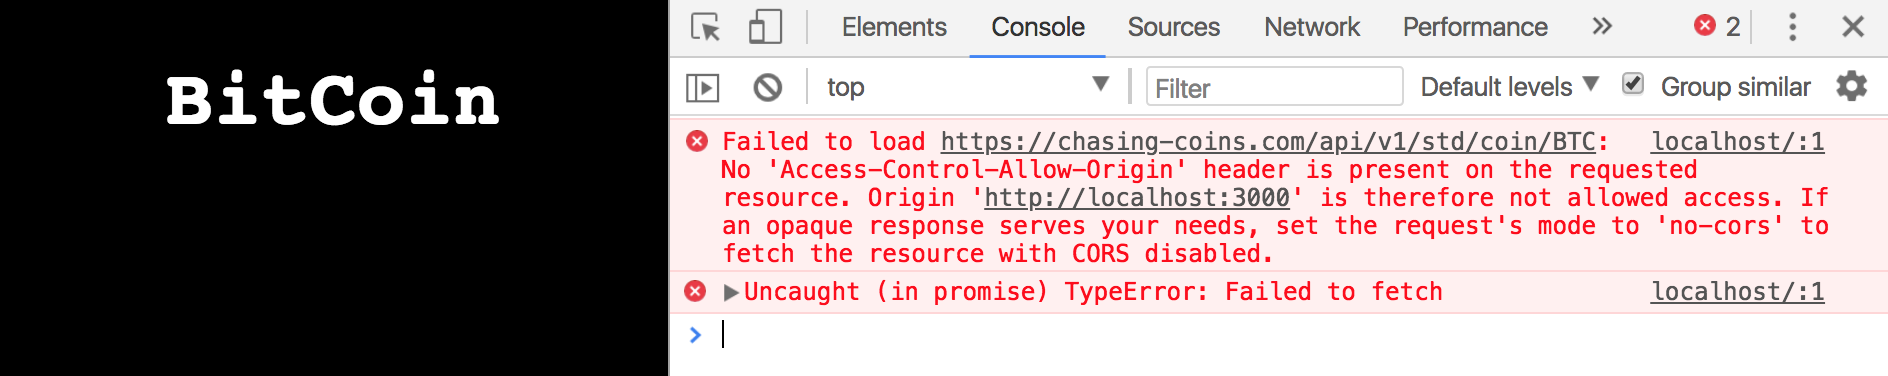 BitCoin
Elements Console Sources Network Performance » 2
top Filter Default levels Group similar
Failed to load https://chasing-coins.com/api/v1/std/coin/BTC: localhost/:1
No 'Access-Control-Allow-Origin' header is present on the requested
resource. Origin 'http://localhost:3000' is therefore not allowed access. If
an opaque response serves your needs, set the request's mode to 'no-cors' to
fetch the resource with CORS disabled.
Uncaught (in promise) TypeError: Failed to fetch localhost/:1